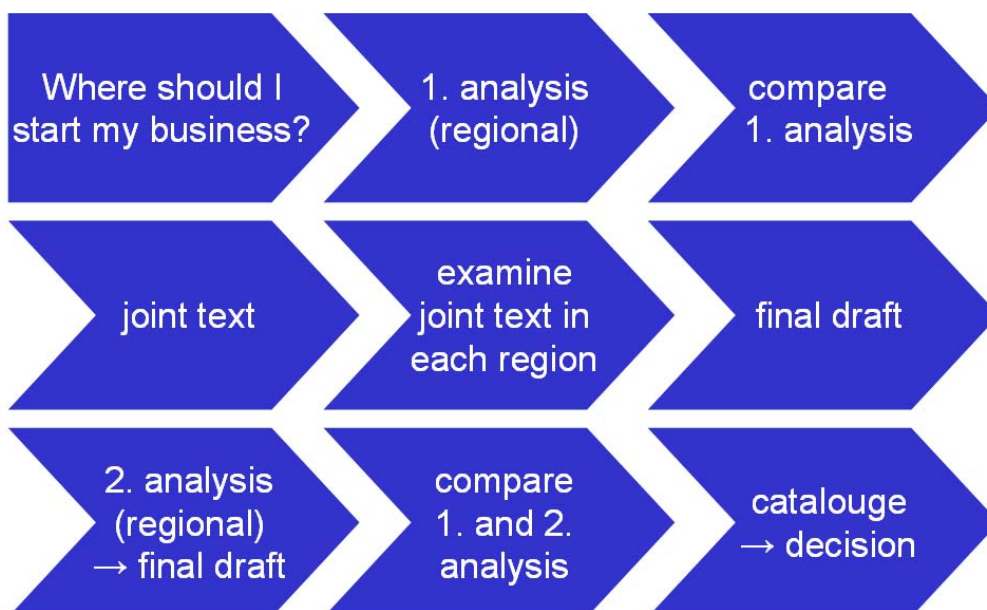 Where should I
start my business?
1. analysis
(regional)
compare
1. analysis
joint text
examine
joint text in
each region
final draft
2. analysis
(regional)
→ final draft
compare
1. and 2.
analysis
catalouge
→ decision